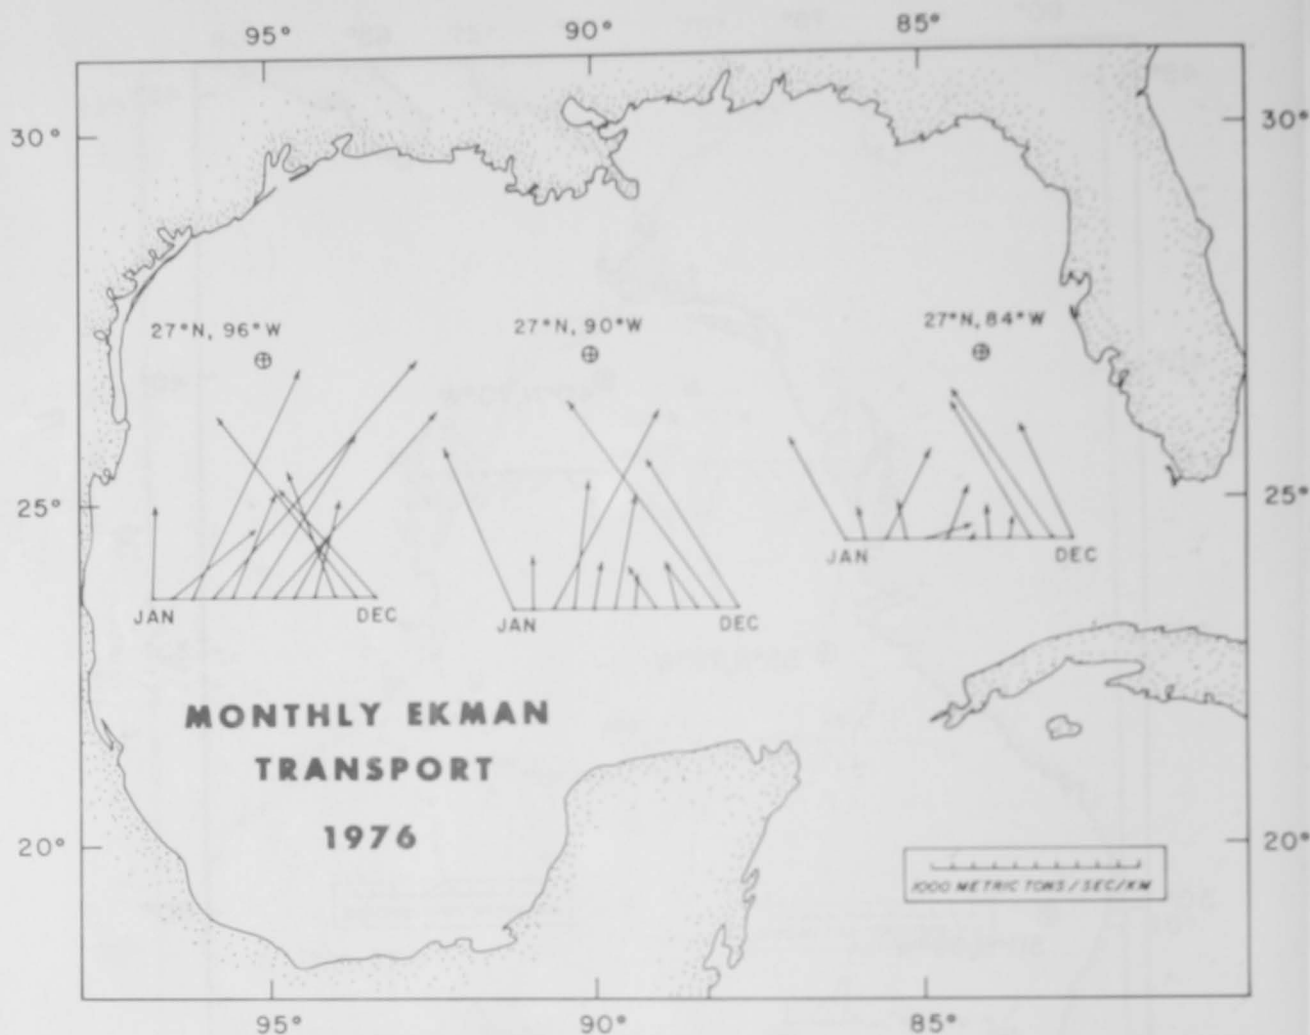 95° 90° 85°
30° 30°
27°N, 96°W 27°N, 90°W 27°N, 84°W
25° 25°
JAN DEC
JAN DEC
JAN DEC
MONTHLY EKMAN
TRANSPORT
1976
20° 20°
1000 METRIC TONS/SEC/KM
95° 90° 85°